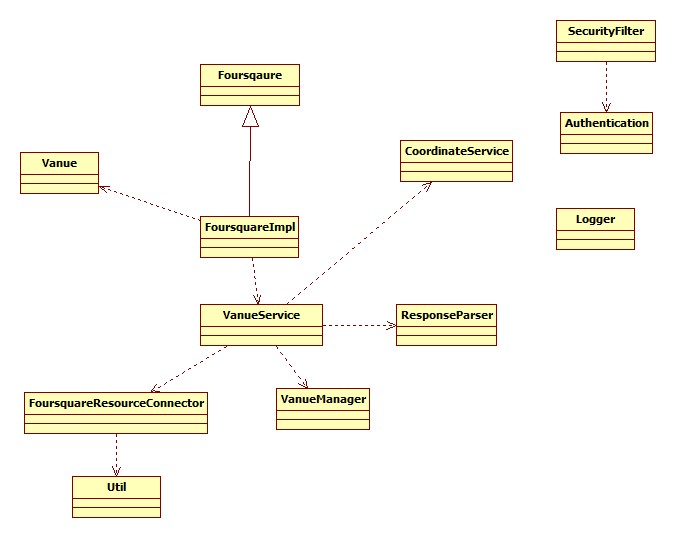 SecurityFilter
Foursqaure
Authentication
CoordinateService
Vanue
Logger
FoursquareImpl
VanueService
ResponseParser
FoursquareResourceConnector
VanueManager
Util